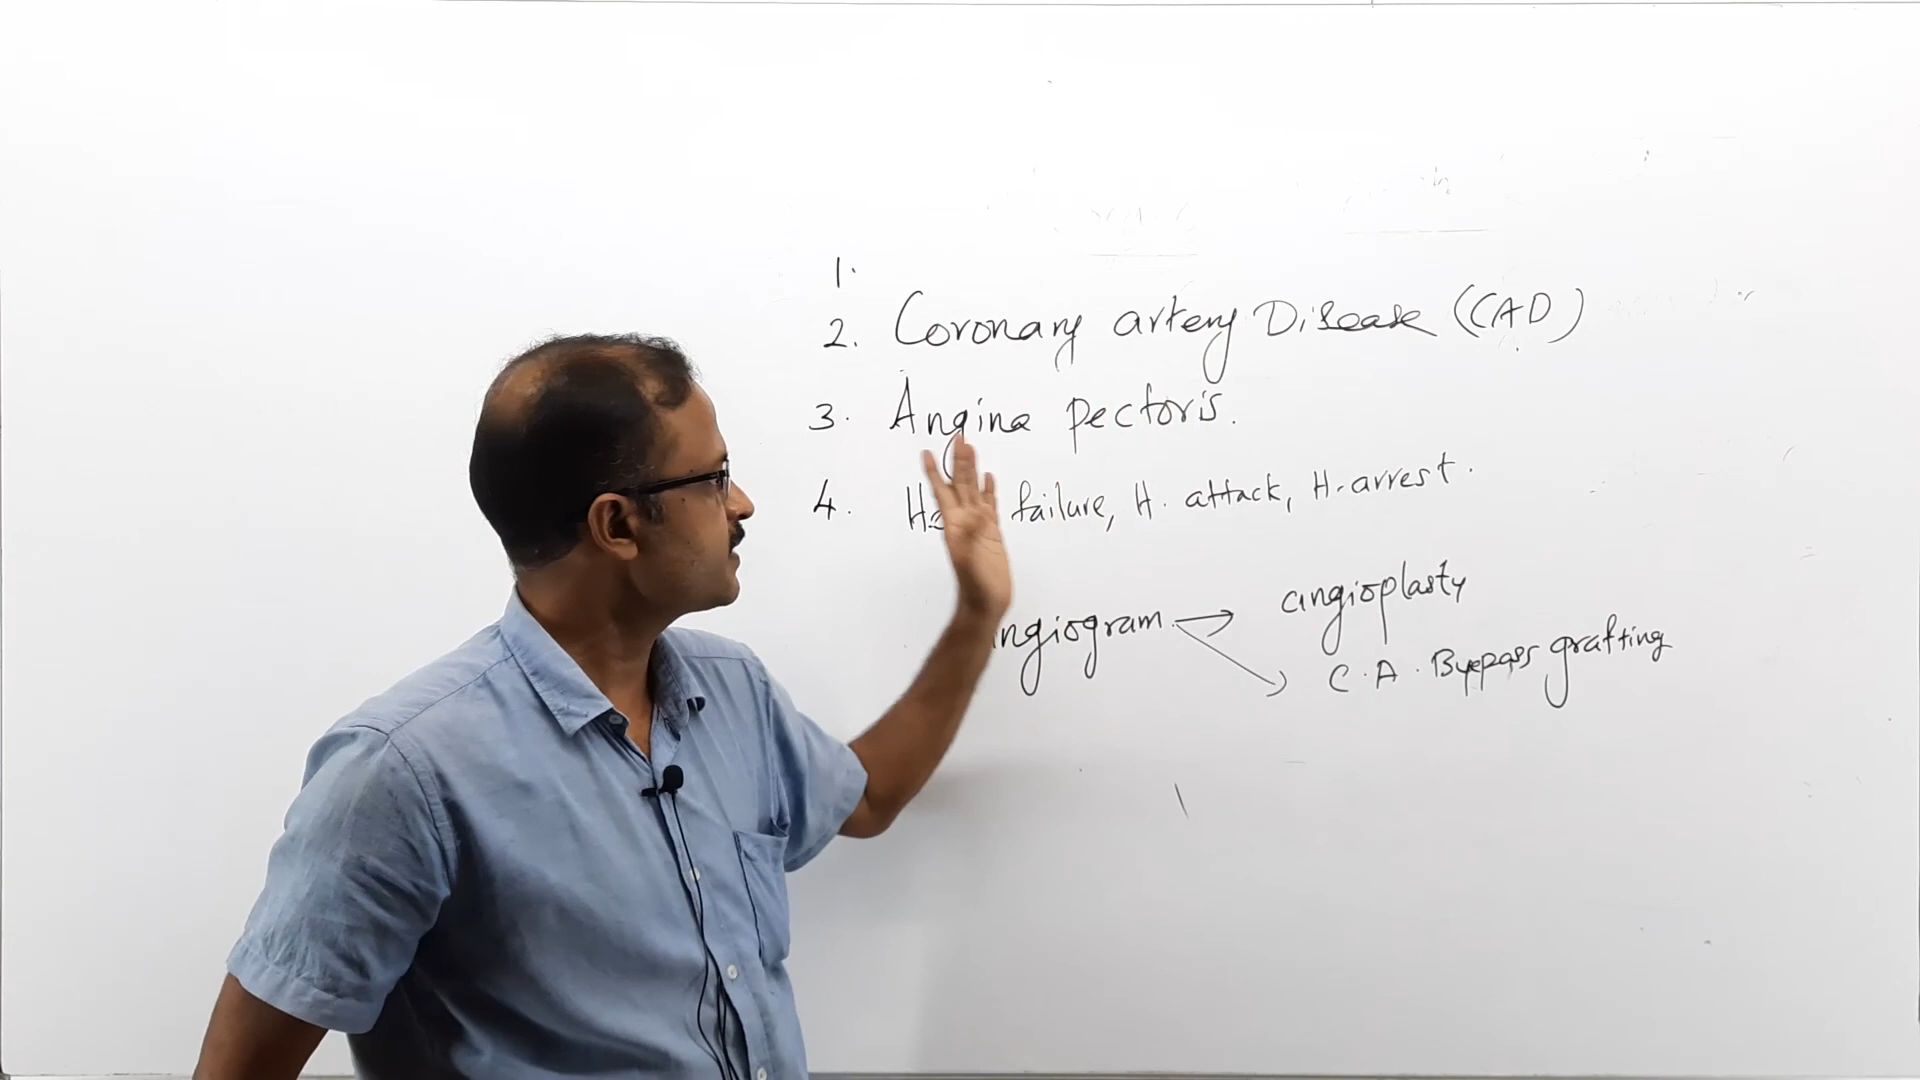 1.
2. Coronary artery Disease (CAD)
3. Angina pectoris.
4. failure, H. attack, H. arrest.
ngiogram → angioplasty
C.A. Bypass grafting